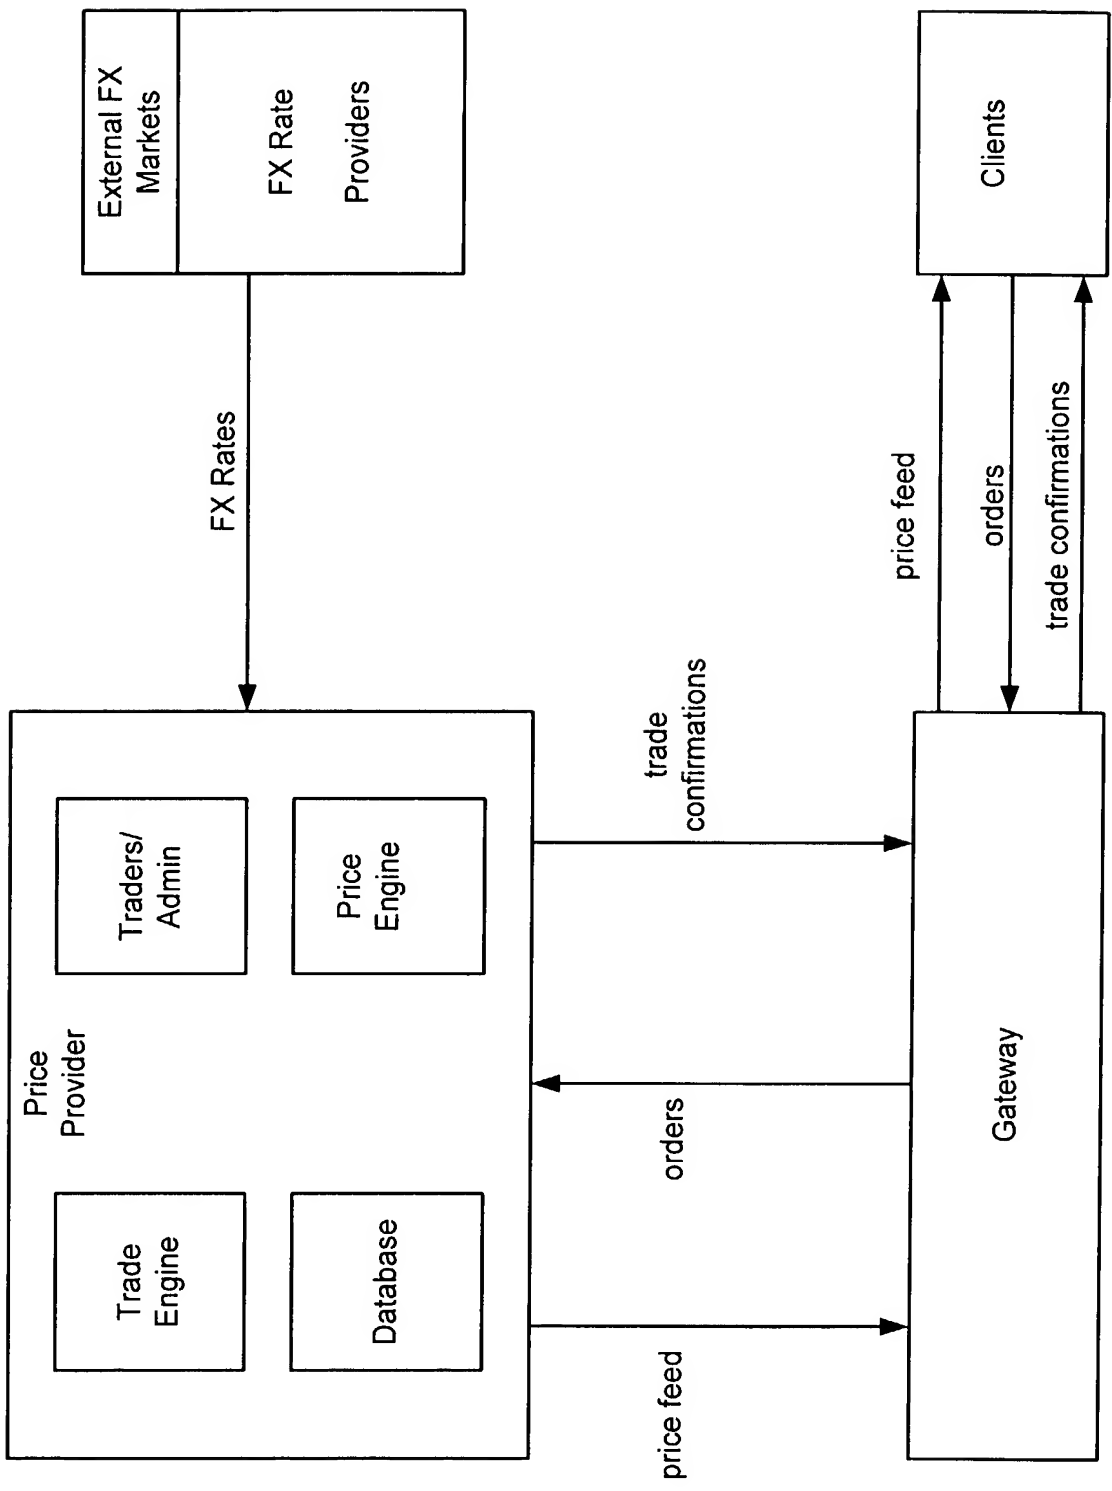 Price
Provider
Trade
Engine
Traders/
Admin
Database
Price
Engine
External FX
Markets
FX Rate
Providers
FX Rates
price feed
orders
trade
confirmations
Gateway
price feed
orders
trade confirmations
Clients